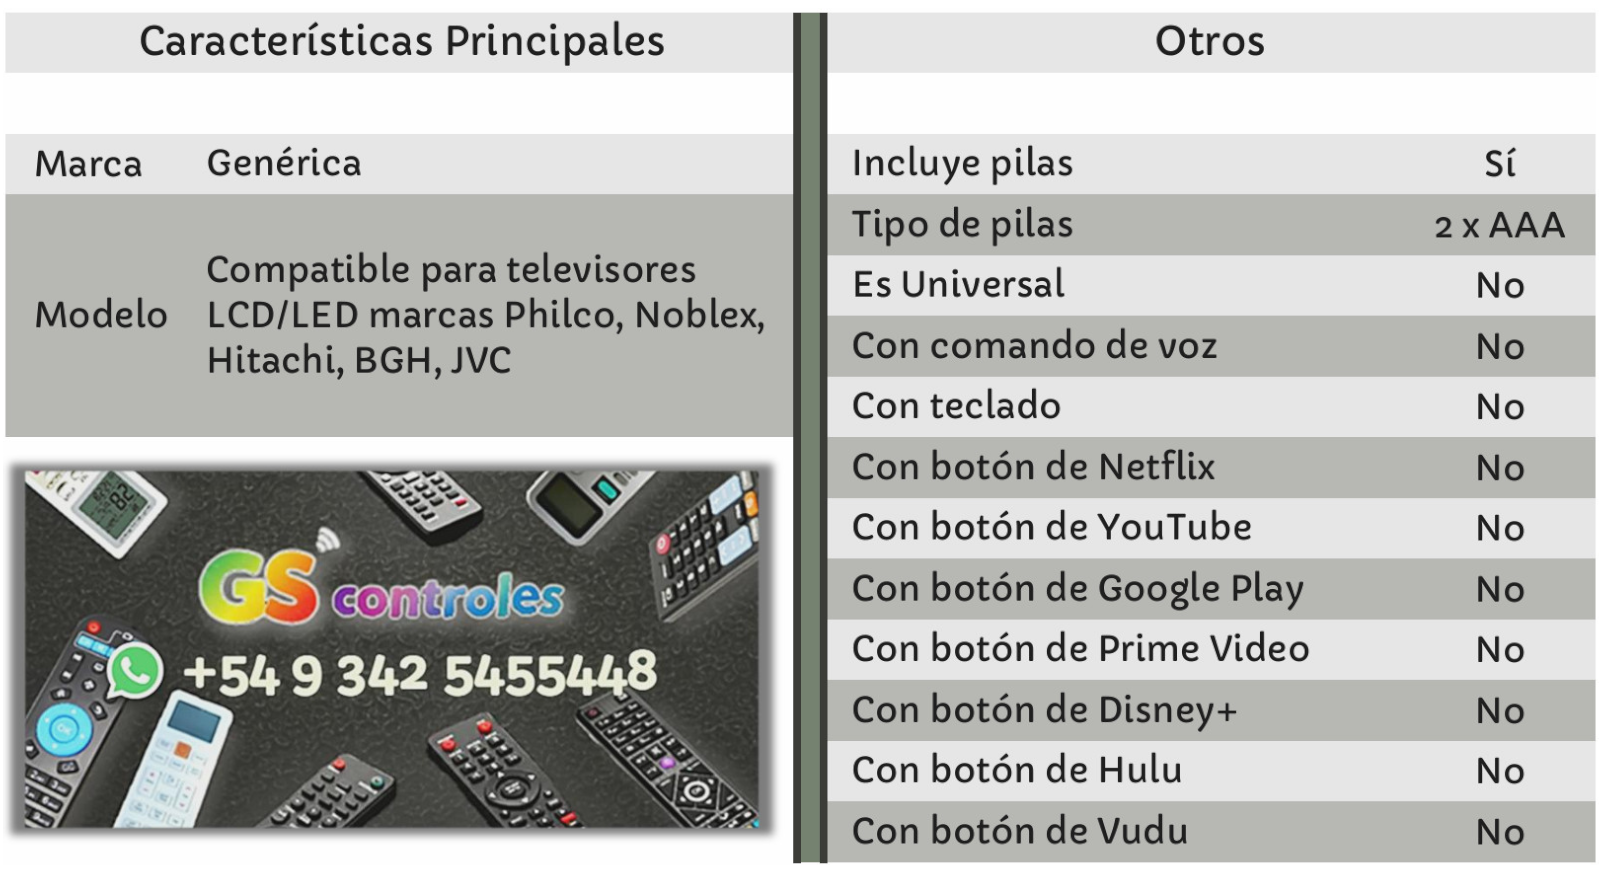 Características Principales
Marca Genérica
Modelo
Compatible para televisores
LCD/LED marcas Philco, Noblex,
Hitachi, BGH, JVC
GS controles
+54 9 342 5455448
Otros
Incluye pilas Sí
Tipo de pilas 2 x AAA
Es Universal No
Con comando de voz No
Con teclado No
Con botón de Netflix No
Con botón de YouTube No
Con botón de Google Play No
Con botón de Prime Video No
Con botón de Disney+ No
Con botón de Hulu No
Con botón de Vudu No